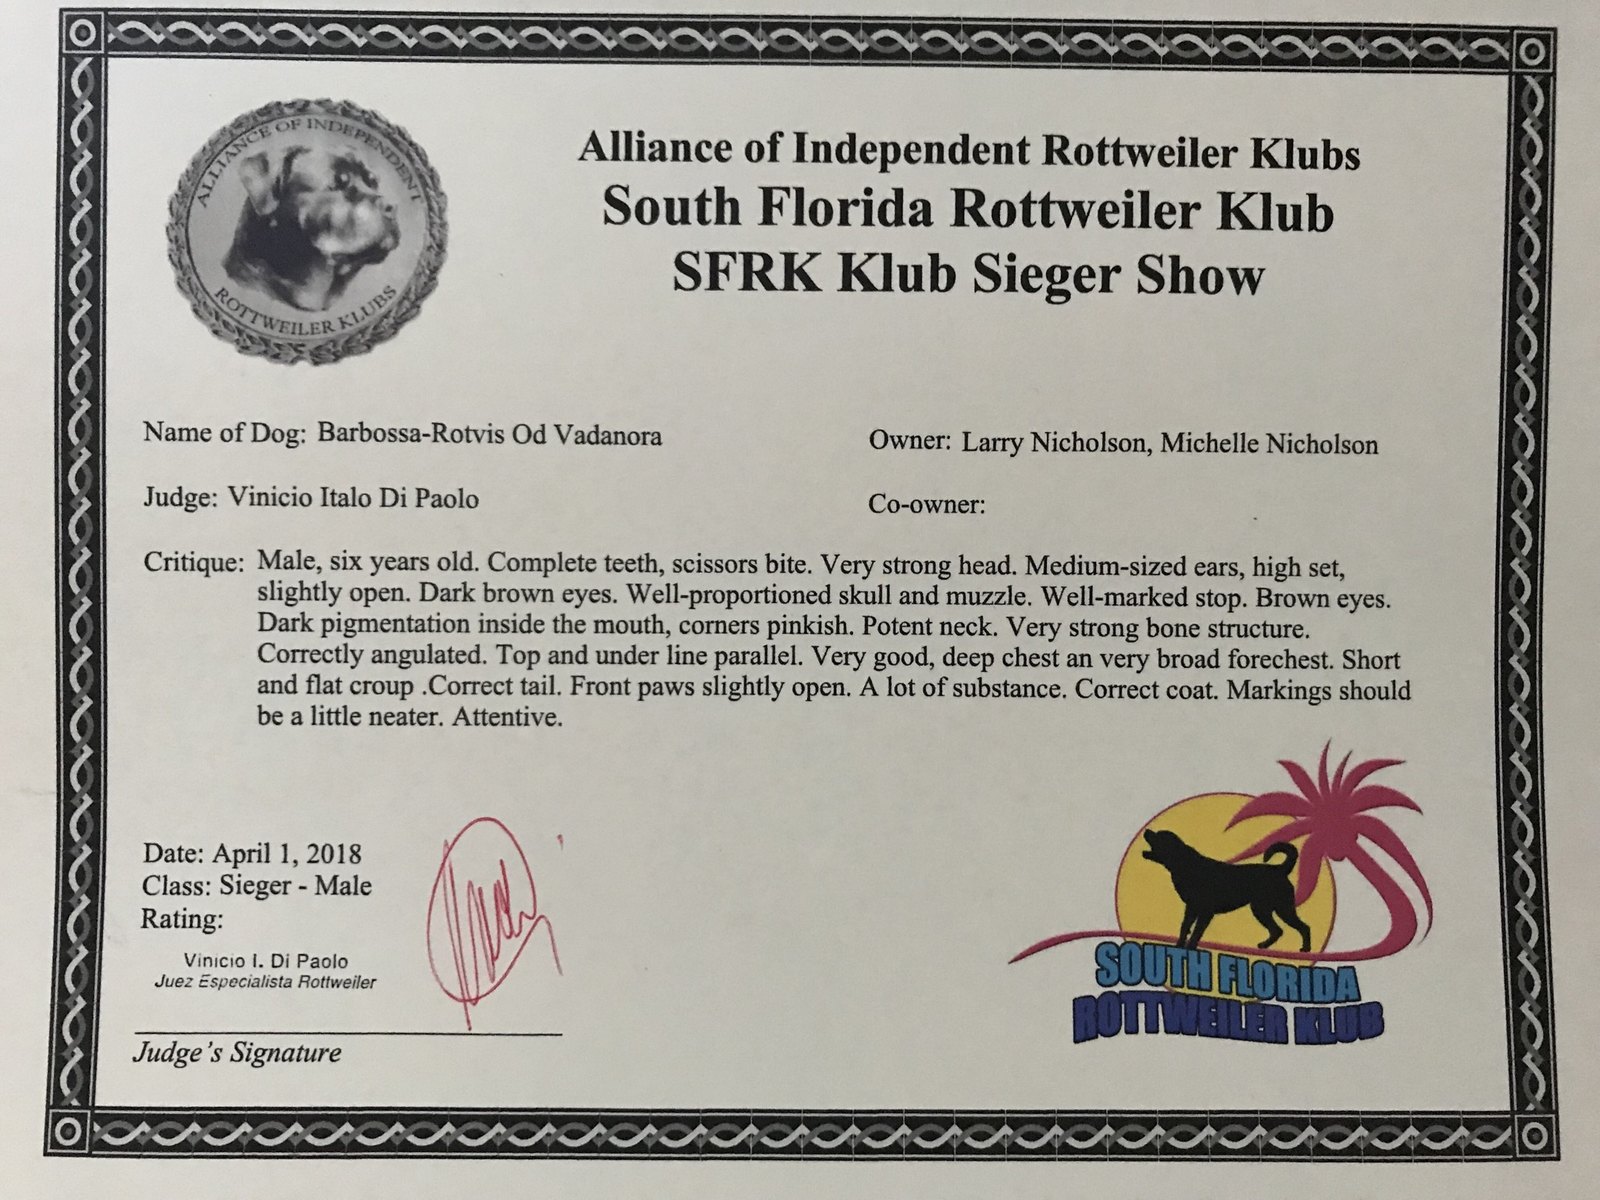 ALLIANCE OF INDEPENDENT
ROTTWEILER KLUBS
Alliance of Independent Rottweiler Klubs
South Florida Rottweiler Klub
SFRK Klub Sieger Show
Name of Dog: Barbossa-Rotvis Od Vadanora
Owner: Larry Nicholson, Michelle Nicholson
Judge: Vinicio Italo Di Paolo
Co-owner:
Critique: Male, six years old. Complete teeth, scissors bite. Very strong head. Medium-sized ears, high set,
slightly open. Dark brown eyes. Well-proportioned skull and muzzle. Well-marked stop. Brown eyes.
Dark pigmentation inside the mouth, corners pinkish. Potent neck. Very strong bone structure.
Correctly angulated. Top and under line parallel. Very good, deep chest an very broad forechest. Short
and flat croup .Correct tail. Front paws slightly open. A lot of substance. Correct coat. Markings should
be a little neater. Attentive.
Date: April 1, 2018
Class: Sieger - Male
Rating:
Vinicio I. Di Paolo
Juez Especialista Rottweiler
Judge's Signature
SOUTH FLORIDA
ROTTWEILER KLUB